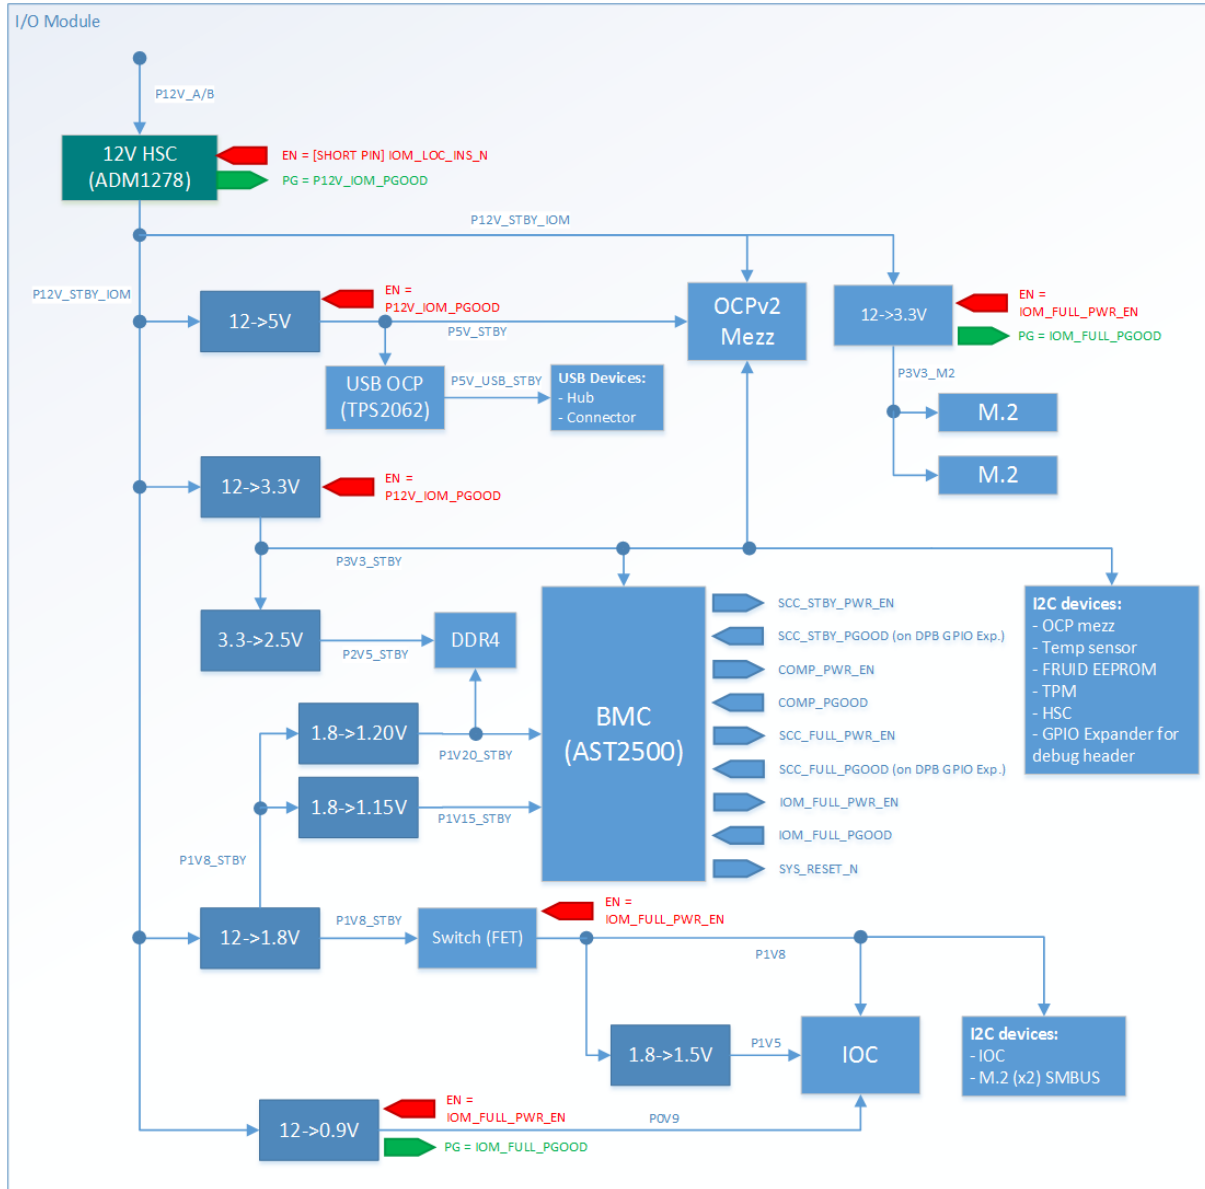 I/O Module
P12V_A/B
12V HSC
(ADM1278)
EN = [SHORT PIN] IOM_LOC_INS_N
PG = P12V_IOM_PGOOD
P12V_STBY_IOM
P12V_STBY_IOM
12->5V
EN =
P12V_IOM_PGOOD
P5V_STBY
OCPv2
Mezz
12->3.3V
EN =
IOM_FULL_PWR_EN
PG = IOM_FULL_PGOOD
USB OCP
(TPS2062)
P5V_USB_STBY
USB Devices:
- Hub
- Connector
P3V3_M2
M.2
M.2
12->3.3V
EN =
P12V_IOM_PGOOD
P3V3_STBY
3.3->2.5V
P2V5_STBY
DDR4
1.8->1.20V
P1V20_STBY
1.8->1.15V
P1V15_STBY
P1V8_STBY
BMC
(AST2500)
SCC_STBY_PWR_EN
SCC_STBY_PGOOD (on DPB GPIO Exp.)
COMP_PWR_EN
COMP_PGOOD
SCC_FULL_PWR_EN
SCC_FULL_PGOOD (on DPB GPIO Exp.)
IOM_FULL_PWR_EN
IOM_FULL_PGOOD
SYS_RESET_N
I2C devices:
- OCP mezz
- Temp sensor
- FRUID EEPROM
- TPM
- HSC
- GPIO Expander for
debug header
12->1.8V
P1V8_STBY
Switch (FET)
EN =
IOM_FULL_PWR_EN
P1V8
1.8->1.5V
P1V5
IOC
I2C devices:
- IOC
- M.2 (x2) SMBUS
12->0.9V
EN =
IOM_FULL_PWR_EN
PG = IOM_FULL_PGOOD
P0V9